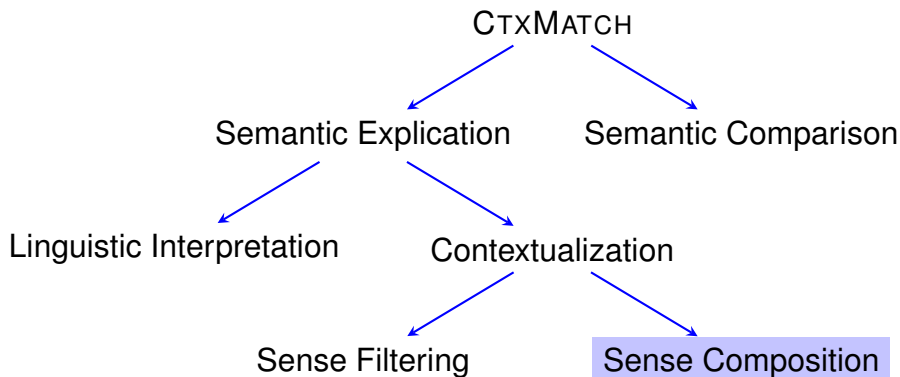 CTXMATCH
Semantic Explication Semantic Comparison
Linguistic Interpretation Contextualization
Sense Filtering Sense Composition